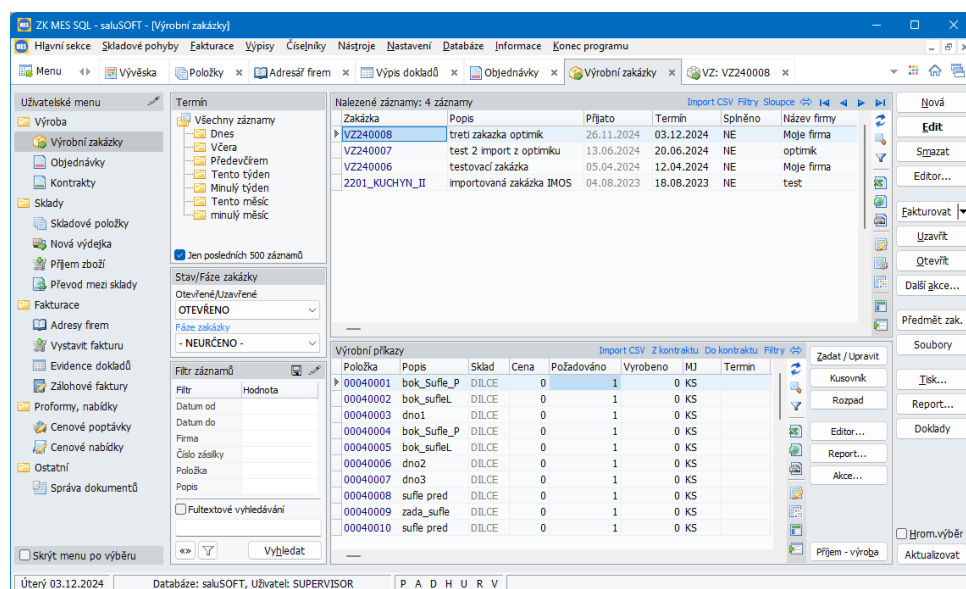 ZK MES SQL - saluSOFT - [Výrobní zakázky]
Hlavní sekce Skladové pohyby Fakturace Výpisy Číselníky Nástroje Nastavení Databáze Informace Konec programu
Menu Vývěska Položky Adresář firem Výpis dokladů Objednávky Výrobní zakázky VZ: VZ240008
Uživatelské menu
Výroba
Výrobní zakázky
Objednávky
Kontrakty
Sklady
Skladové položky
Nová výdejka
Příjem zboží
Převod mezi sklady
Fakturace
Adresy firem
Vystavit fakturu
Evidence dokladů
Zálohové faktury
Proformy, nabídky
Cenové poptávky
Cenové nabídky
Ostatní
Správa dokumentů
Skrýt menu po výběru
Termín
Všechny záznamy
Dnes
Včera
Předevčírem
Tento týden
Minulý týden
Tento měsíc
minulý měsíc
Jen posledních 500 záznamů
Stav/Fáze zakázky
Otevřené/Uzavřené
OTEVŘENO
Fáze zakázky
- NEURČENO -
Filtr záznamů
Filtr Hodnota
Datum od
Datum do
Firma
Číslo zásilky
Položka
Popis
Fultextové vyhledávání
Vyhledat
Nalezené záznamy: 4 záznamy Import CSV Filtry Sloupce
Zakázka Popis Přijato Termín Splněno Název firmy
VZ240008 treti zakazka optimik 26.11.2024 03.12.2024 NE Moje firma
VZ240007 test 2 import z optimiku 13.06.2024 20.06.2024 NE optimik
VZ240006 testovací zakázka 05.04.2024 12.04.2024 NE Moje firma
2201_KUCHYN_II importovaná zakázka IMOS 04.08.2023 18.08.2023 NE test
Výrobní příkazy Import CSV Z kontraktu Do kontraktu Filtry
Položka Popis Sklad Cena Požadováno Vyrobeno MJ Termin
00040001 bok_Sufle_P DILCE 0 1 0 KS
00040002 bok_sufleL DILCE 0 1 0 KS
00040003 dno1 DILCE 0 1 0 KS
00040004 bok_Sufle_P DILCE 0 1 0 KS
00040005 bok_sufleL DILCE 0 1 0 KS
00040006 dno2 DILCE 0 1 0 KS
00040007 dno3 DILCE 0 1 0 KS
00040008 sufle pred DILCE 0 1 0 KS
00040009 zada_sufle DILCE 0 1 0 KS
00040010 sufle pred DILCE 0 1 0 KS
Zadat / Upravit
Kusovník
Rozpad
Editor...
Report...
Akce...
Příjem - výroba
Nová
Edit
Smazat
Editor...
Fakturovat
Uzavřít
Otevřít
Další akce...
Předmět zak.
Soubory
Tisk...
Report...
Doklady
Hrom.výběr
Aktualizovat
Úterý 03.12.2024 Databáze: saluSOFT, Uživatel: SUPERVISOR P A D H U R V